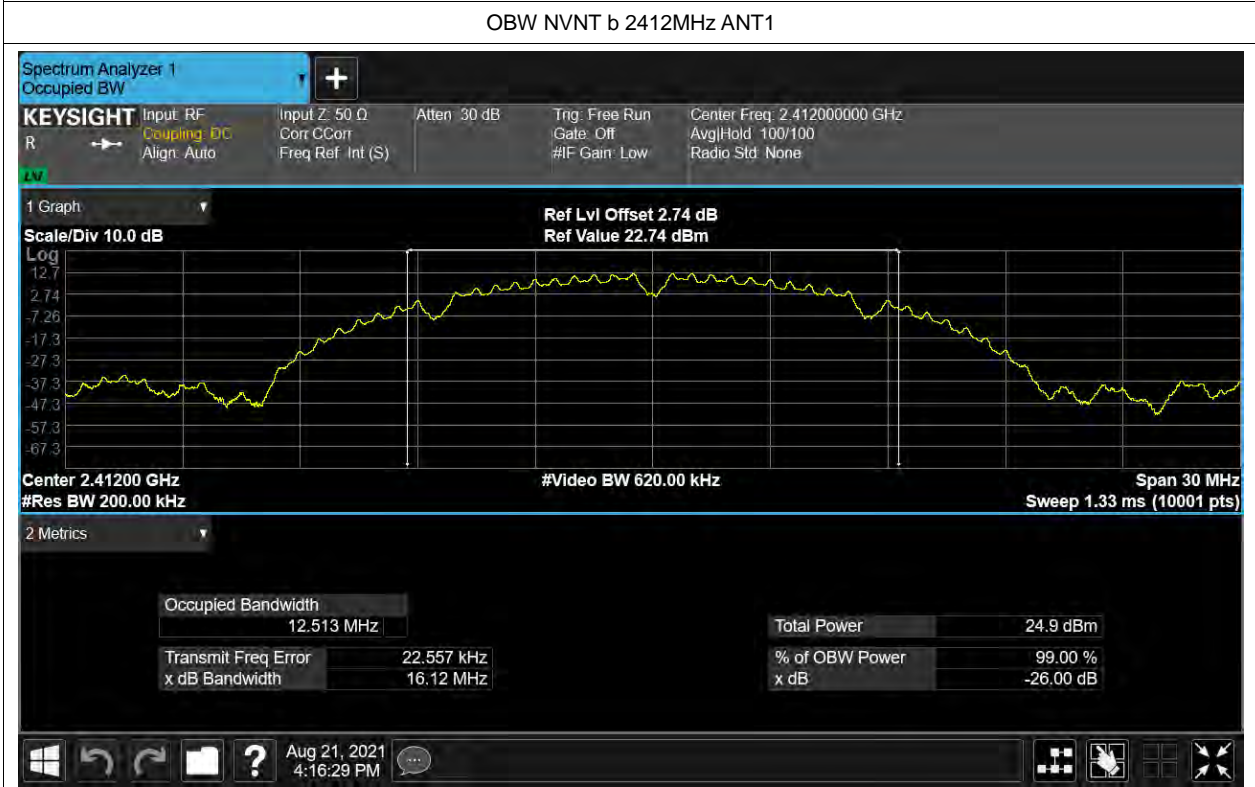 OBW NVNT b 2412MHz ANT1
Spectrum Analyzer 1
Occupied BW
KEYSIGHT
R
LXI
Input: RF
Coupling: DC
Align: Auto
Input Z: 50 Ω
Corr CCorr
Freq Ref: Int (S)
Atten: 30 dB
Trig: Free Run
Gate: Off
#IF Gain: Low
Center Freq: 2.412000000 GHz
Avg|Hold: 100/100
Radio Std: None
1 Graph
Scale/Div 10.0 dB
Ref Lvl Offset 2.74 dB
Ref Value 22.74 dBm
Log
12.7
2.74
-7.26
-17.3
-27.3
-37.3
-47.3
-57.3
-67.3
Center 2.41200 GHz
#Res BW 200.00 kHz
#Video BW 620.00 kHz
Span 30 MHz
Sweep 1.33 ms (10001 pts)
2 Metrics
Occupied Bandwidth
12.513 MHz
Transmit Freq Error 22.557 kHz
x dB Bandwidth 16.12 MHz
Total Power 24.9 dBm
% of OBW Power 99.00 %
x dB -26.00 dB
?
Aug 21, 2021
4:16:29 PM